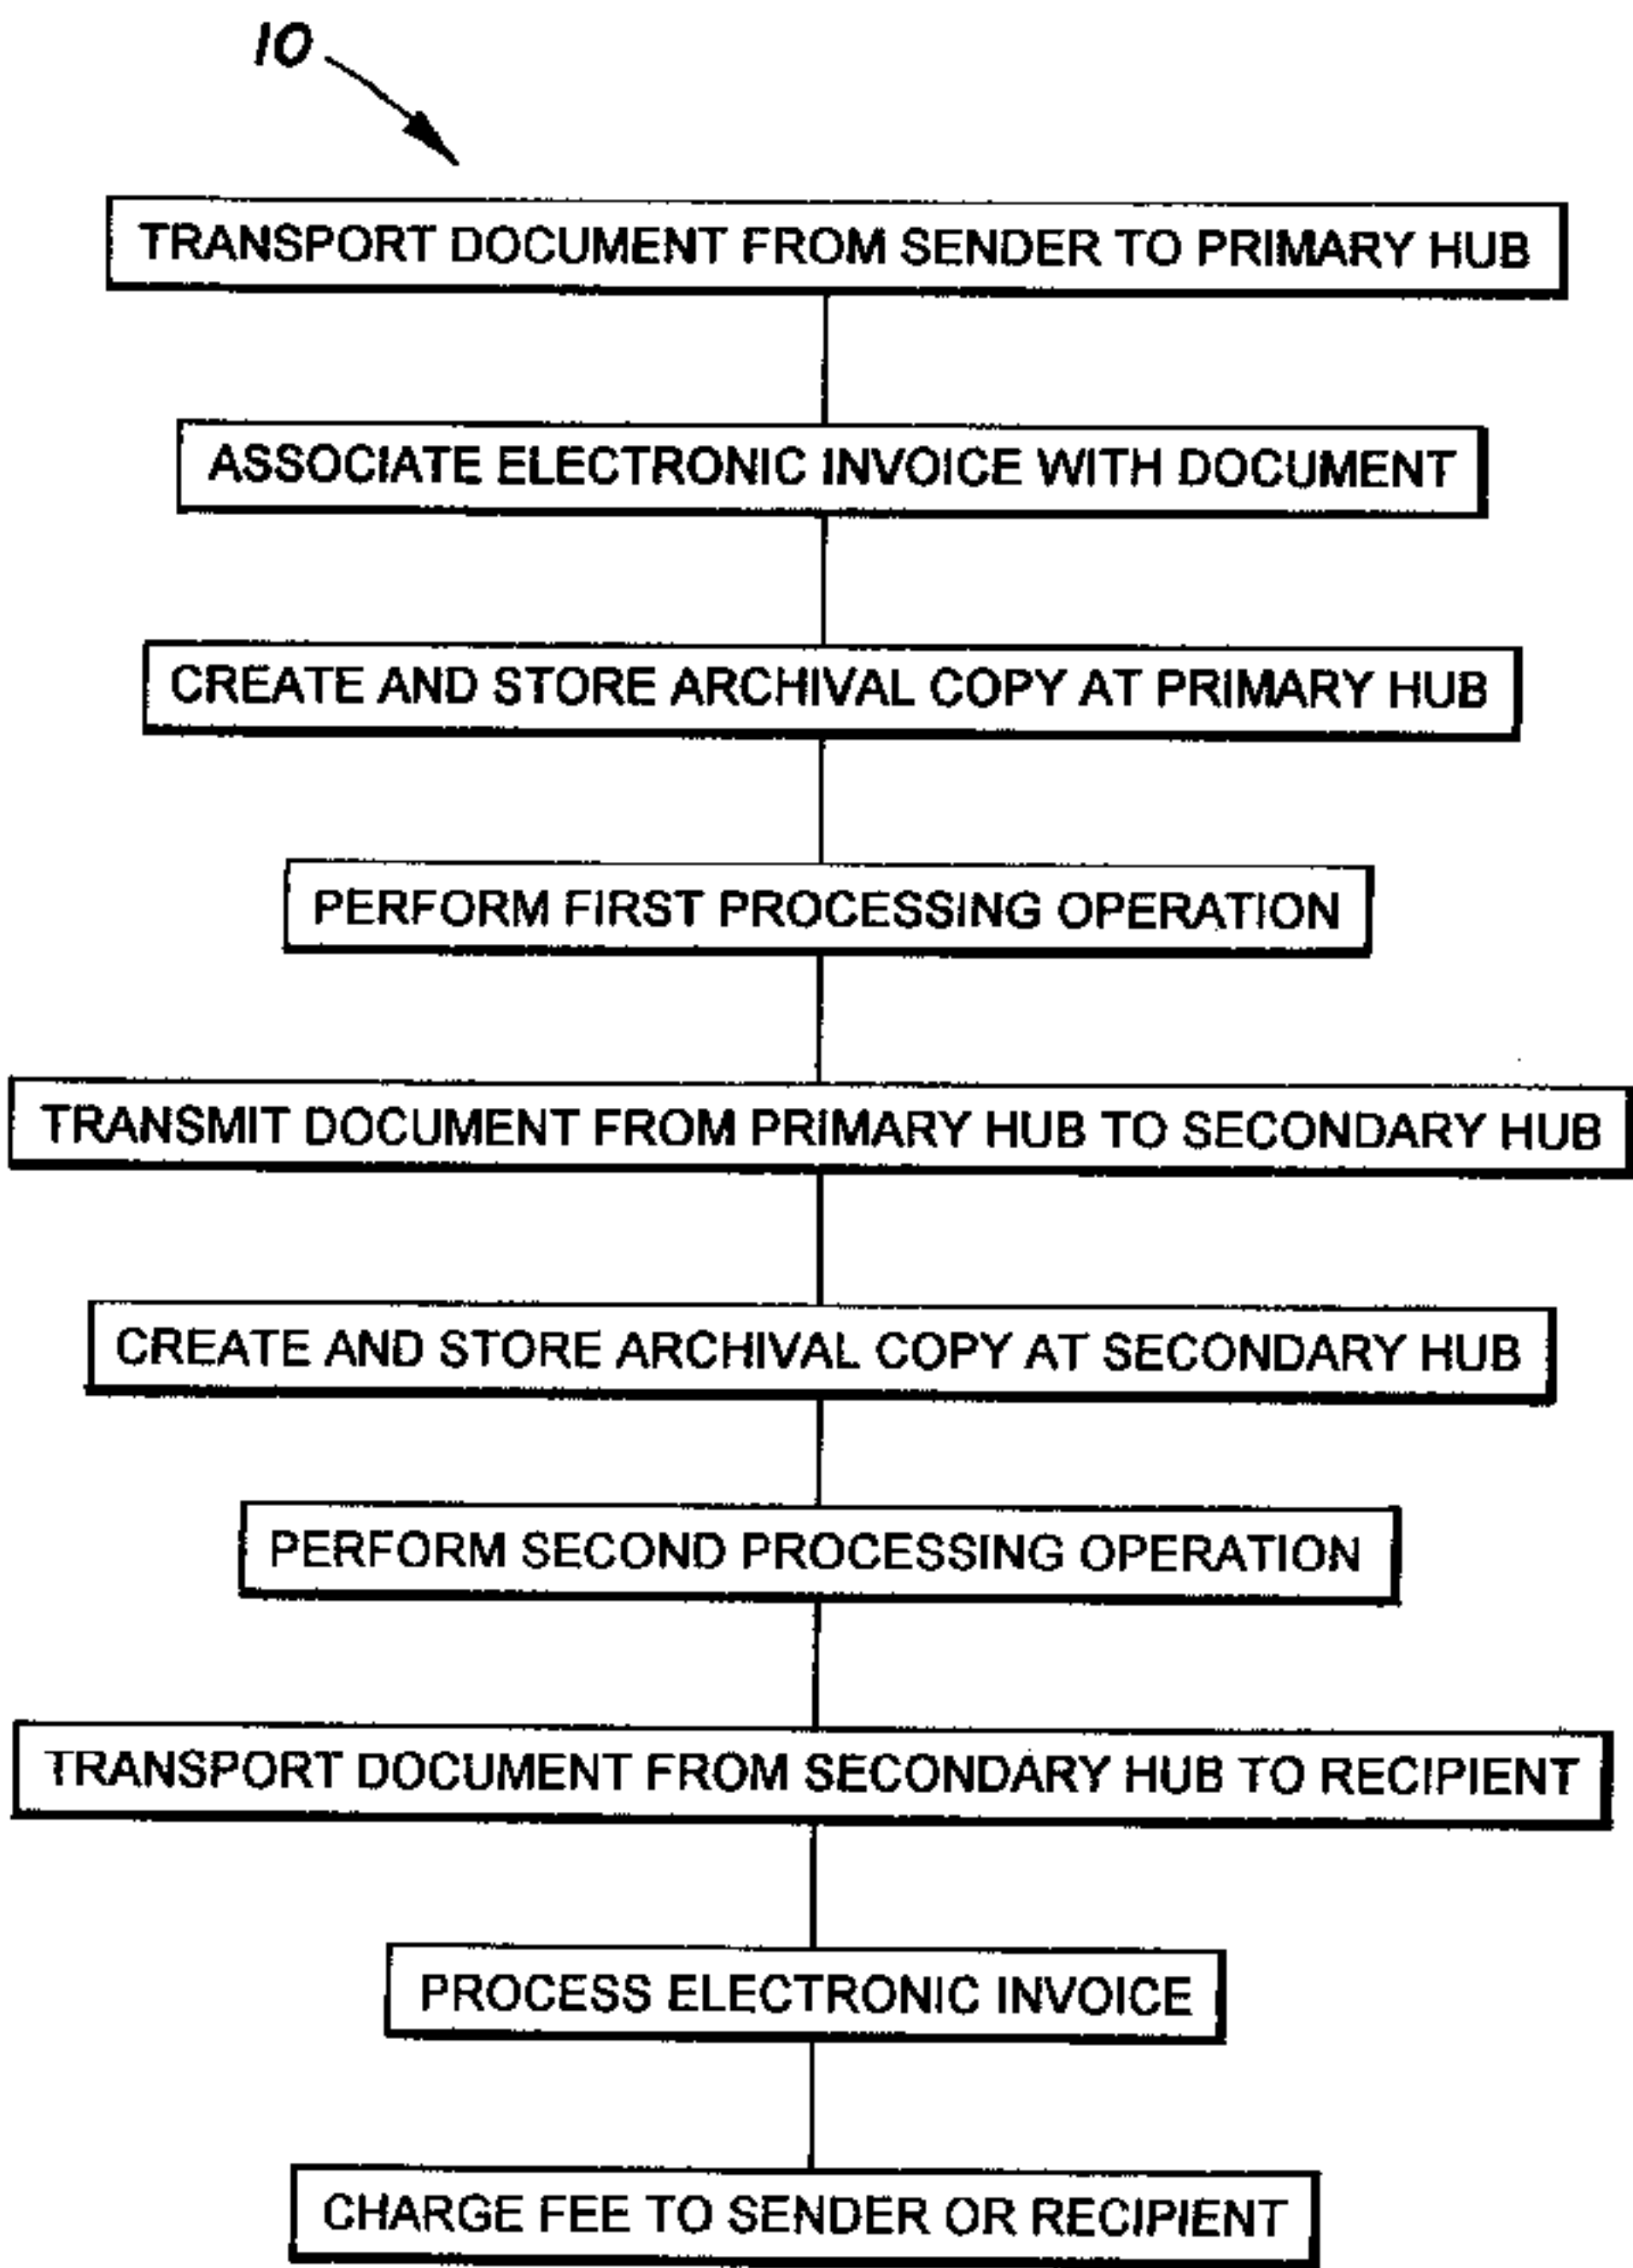 10
TRANSPORT DOCUMENT FROM SENDER TO PRIMARY HUB
ASSOCIATE ELECTRONIC INVOICE WITH DOCUMENT
CREATE AND STORE ARCHIVAL COPY AT PRIMARY HUB
PERFORM FIRST PROCESSING OPERATION
TRANSMIT DOCUMENT FROM PRIMARY HUB TO SECONDARY HUB
CREATE AND STORE ARCHIVAL COPY AT SECONDARY HUB
PERFORM SECOND PROCESSING OPERATION
TRANSPORT DOCUMENT FROM SECONDARY HUB TO RECIPIENT
PROCESS ELECTRONIC INVOICE
CHARGE FEE TO SENDER OR RECIPIENT